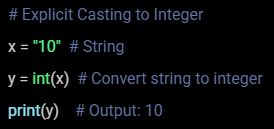 # Explicit Casting to Integer
x = "10"  # String
y = int(x)  # Convert string to integer
print(y)    # Output: 10